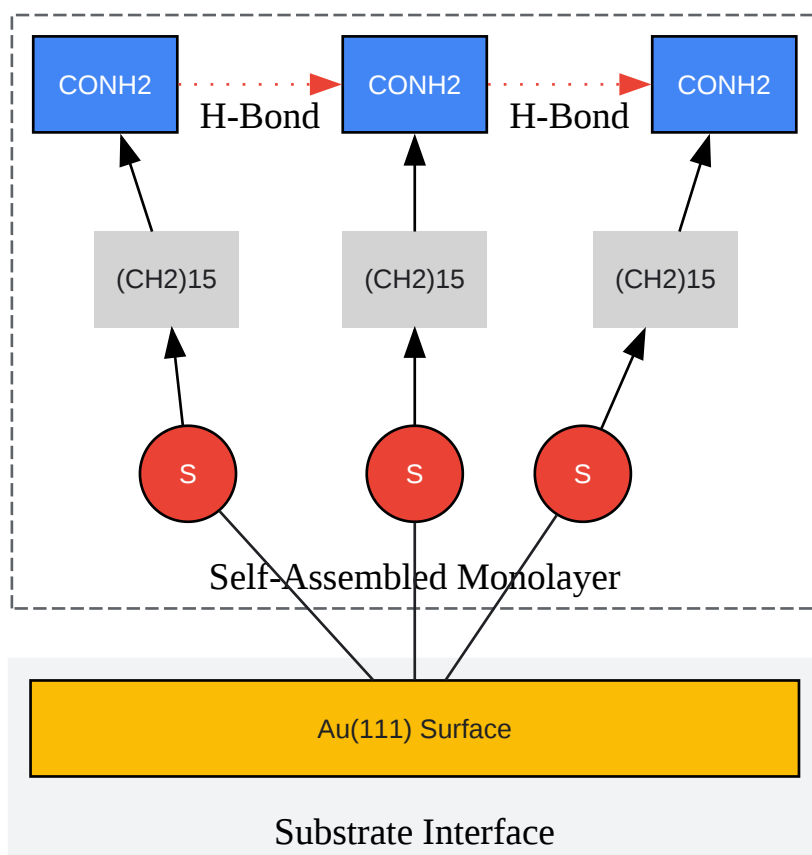 CONH2
H-Bond
CONH2
H-Bond
CONH2
(CH2)15
(CH2)15
(CH2)15
S
S
S
Self-Assembled Monolayer
Au(111) Surface
Substrate Interface